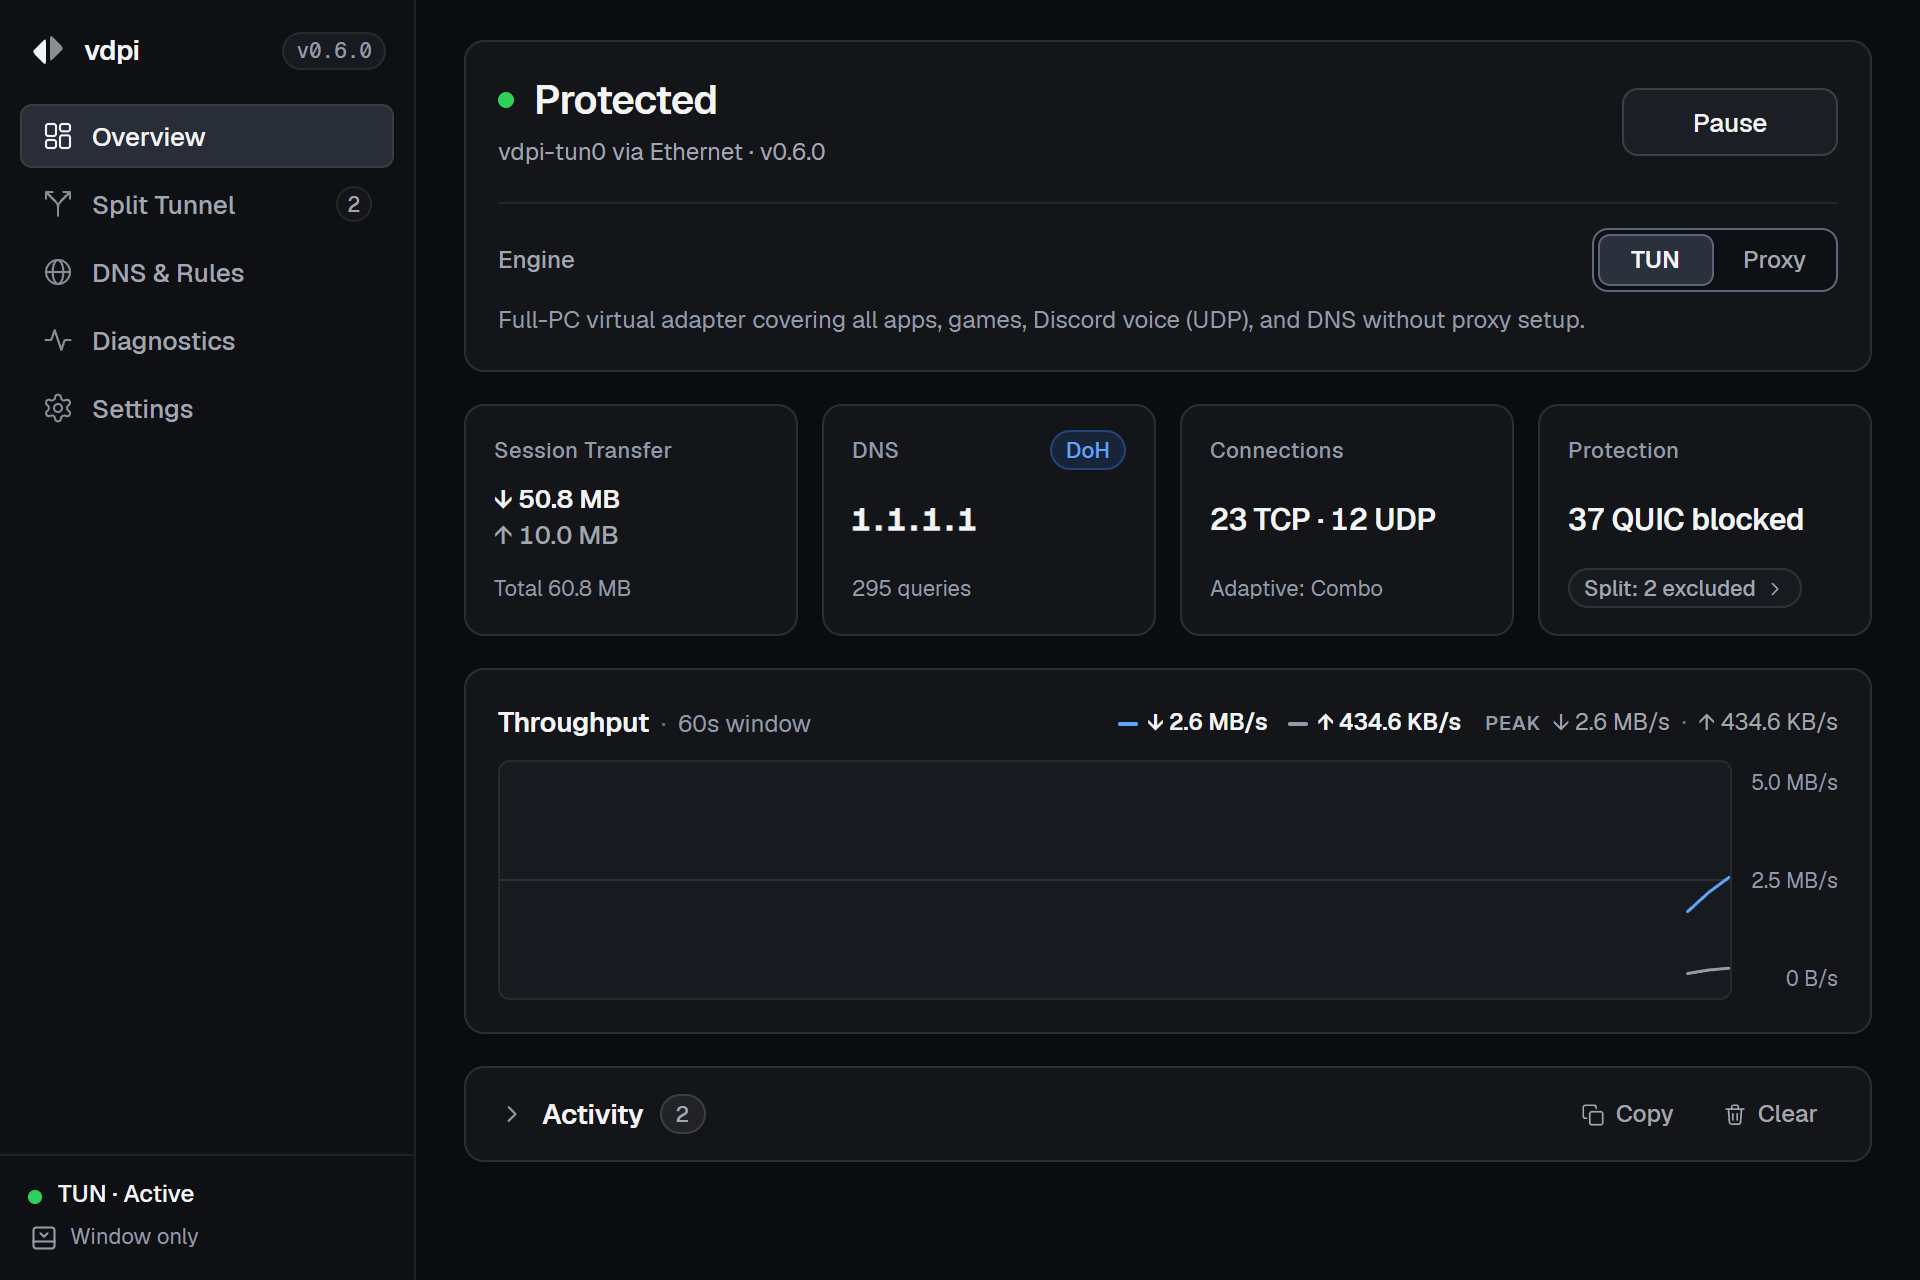 vdpi
v0.6.0
Overview
Split Tunnel 2
DNS & Rules
Diagnostics
Settings
TUN · Active
Window only
Protected
vdpi-tun0 via Ethernet · v0.6.0
Pause
Engine
TUN Proxy
Full-PC virtual adapter covering all apps, games, Discord voice (UDP), and DNS without proxy setup.
Session Transfer
↓ 50.8 MB
↑ 10.0 MB
Total 60.8 MB
DNS DoH
1.1.1.1
295 queries
Connections
23 TCP · 12 UDP
Adaptive: Combo
Protection
37 QUIC blocked
Split: 2 excluded
Throughput · 60s window
↓ 2.6 MB/s ↑ 434.6 KB/s PEAK ↓ 2.6 MB/s · ↑ 434.6 KB/s
5.0 MB/s
2.5 MB/s
0 B/s
Activity 2
Copy
Clear